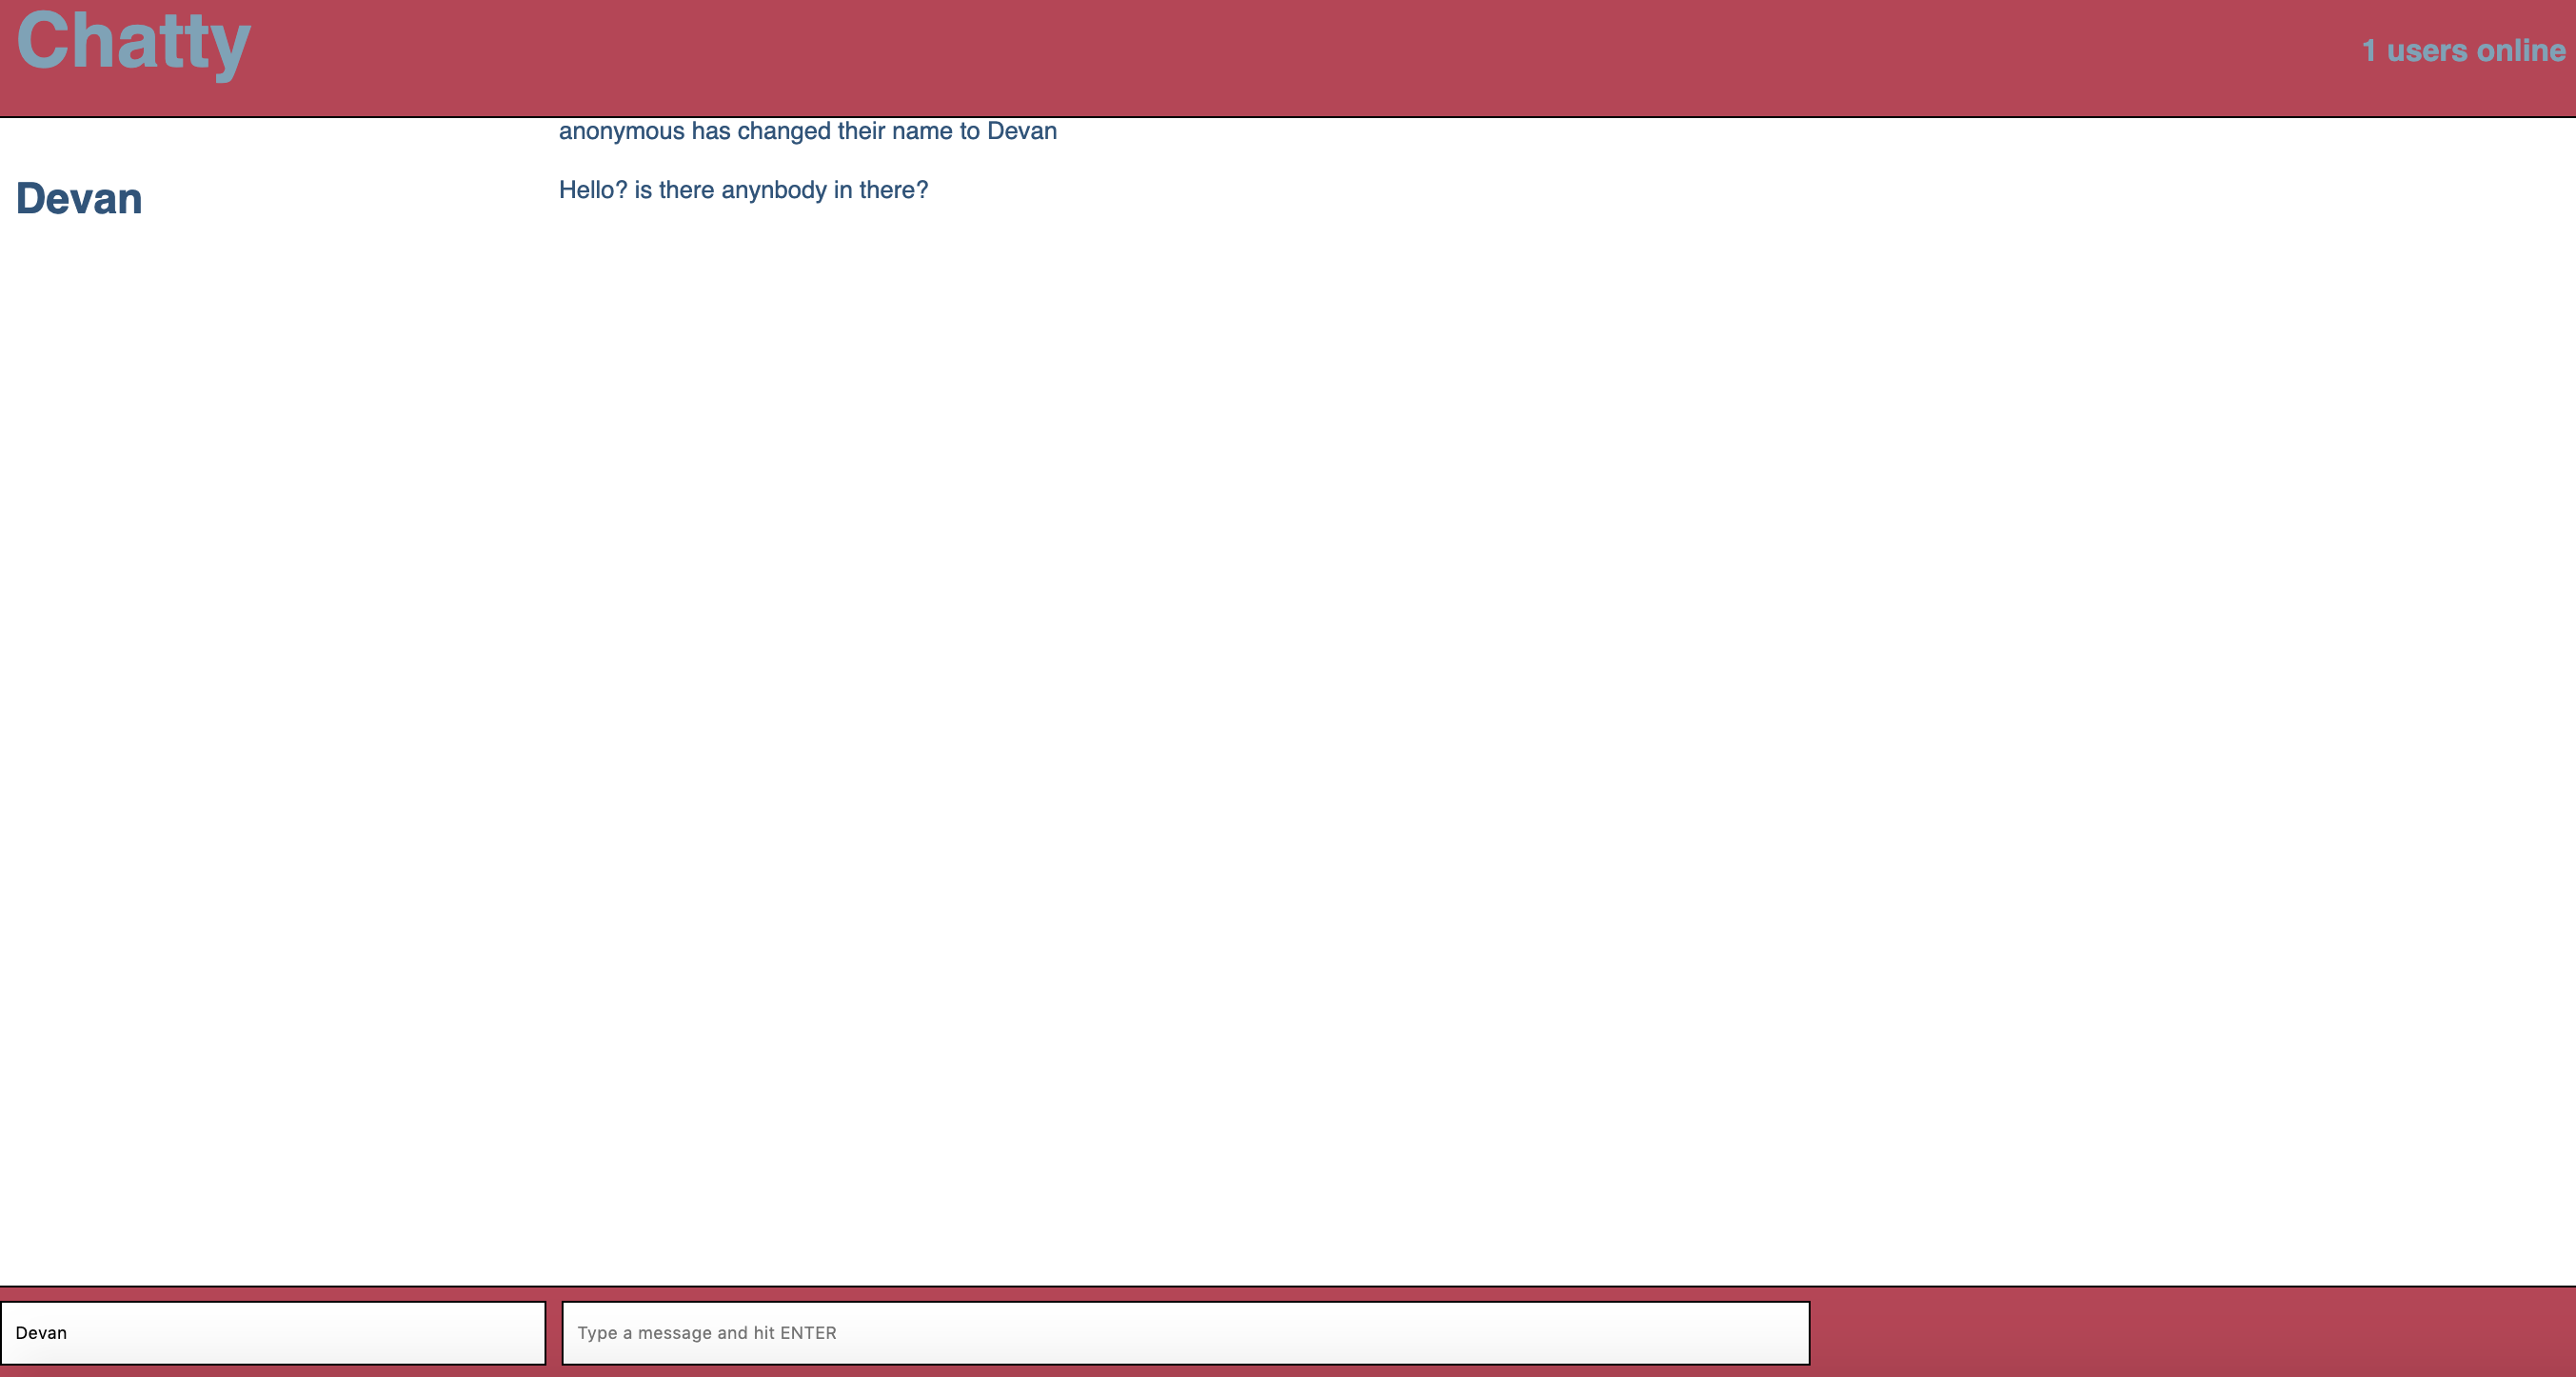 Chatty
1 users online
anonymous has changed their name to Devan
Devan
Hello? is there anynbody in there?
Devan
Type a message and hit ENTER